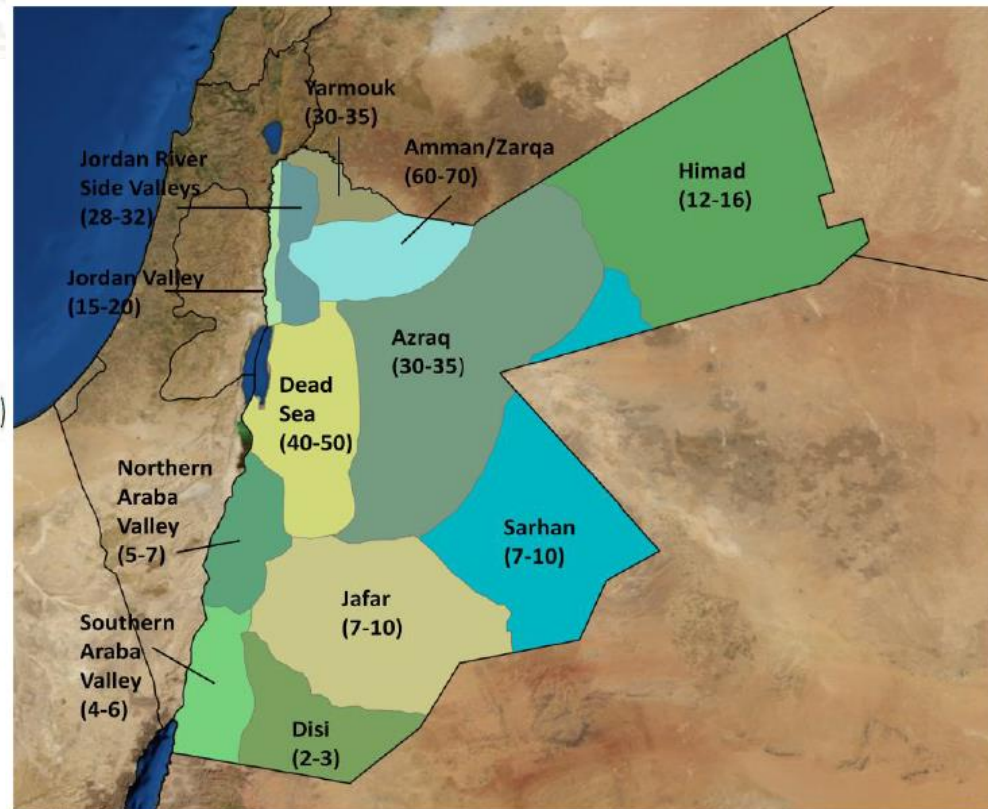 Yarmouk
(30-35)
Amman/Zarqa
(60-70)
Himad
(12-16)
Jordan River
Side Valleys
(28-32)
Jordan Valley
(15-20)
Azraq
(30-35)
Dead
Sea
(40-50)
)
Northern
Araba
Valley
(5-7)
Sarhan
(7-10)
Jafar
(7-10)
Southern
Araba
Valley
(4-6)
Disi
(2-3)